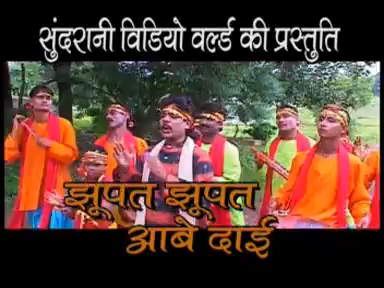 सुंदरानी विडियो वर्ल्ड की प्रस्तुति
झूपत झूपत
आबे दाई